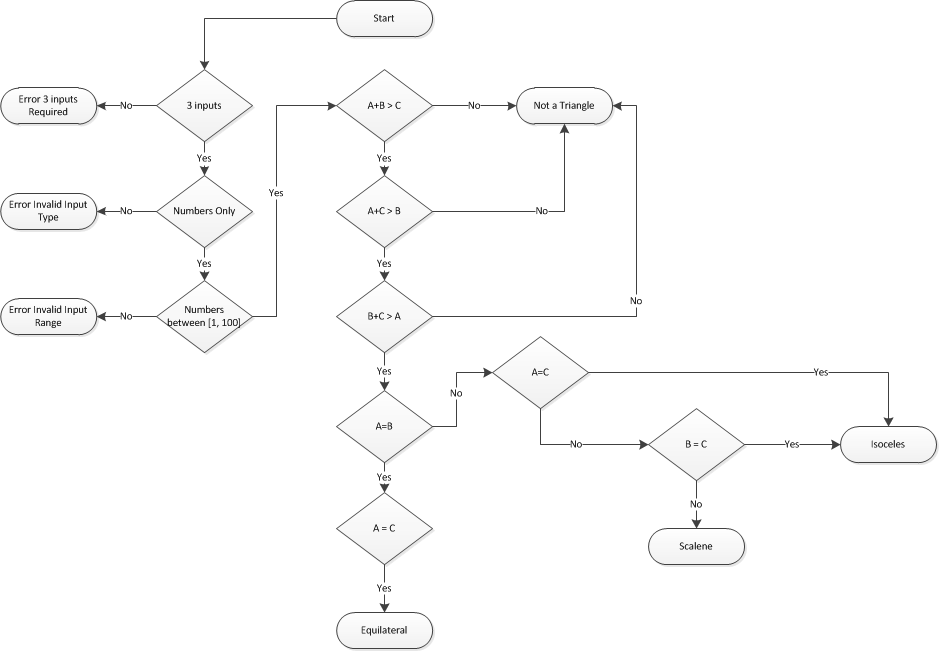 Start
Error 3 inputs
Required
No
3 inputs
A+B > C
No
Not a Triangle
Yes
Yes
Yes
Error Invalid Input
Type
No
Numbers Only
A+C > B
No
Yes
Yes
Error Invalid Input
Range
No
Numbers
between [1, 100]
B+C > A
No
Yes
A=C
Yes
No
A=B
No
B = C
Yes
Isoceles
Yes
No
A = C
Scalene
Yes
Equilateral